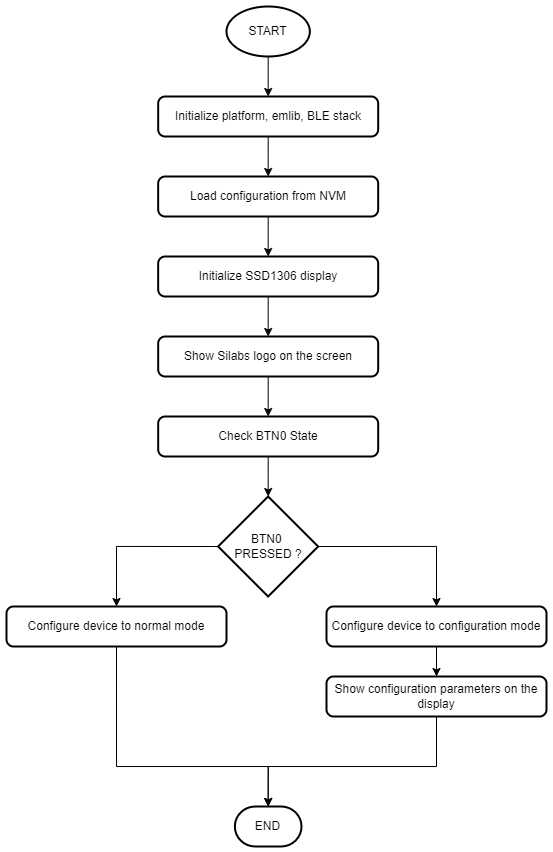 START
Initialize platform, emlib, BLE stack
Load configuration from NVM
Initialize SSD1306 display
Show Silabs logo on the screen
Check BTN0 State
BTN0
PRESSED ?
Configure device to normal mode
Configure device to configuration mode
Show configuration parameters on the
display
END